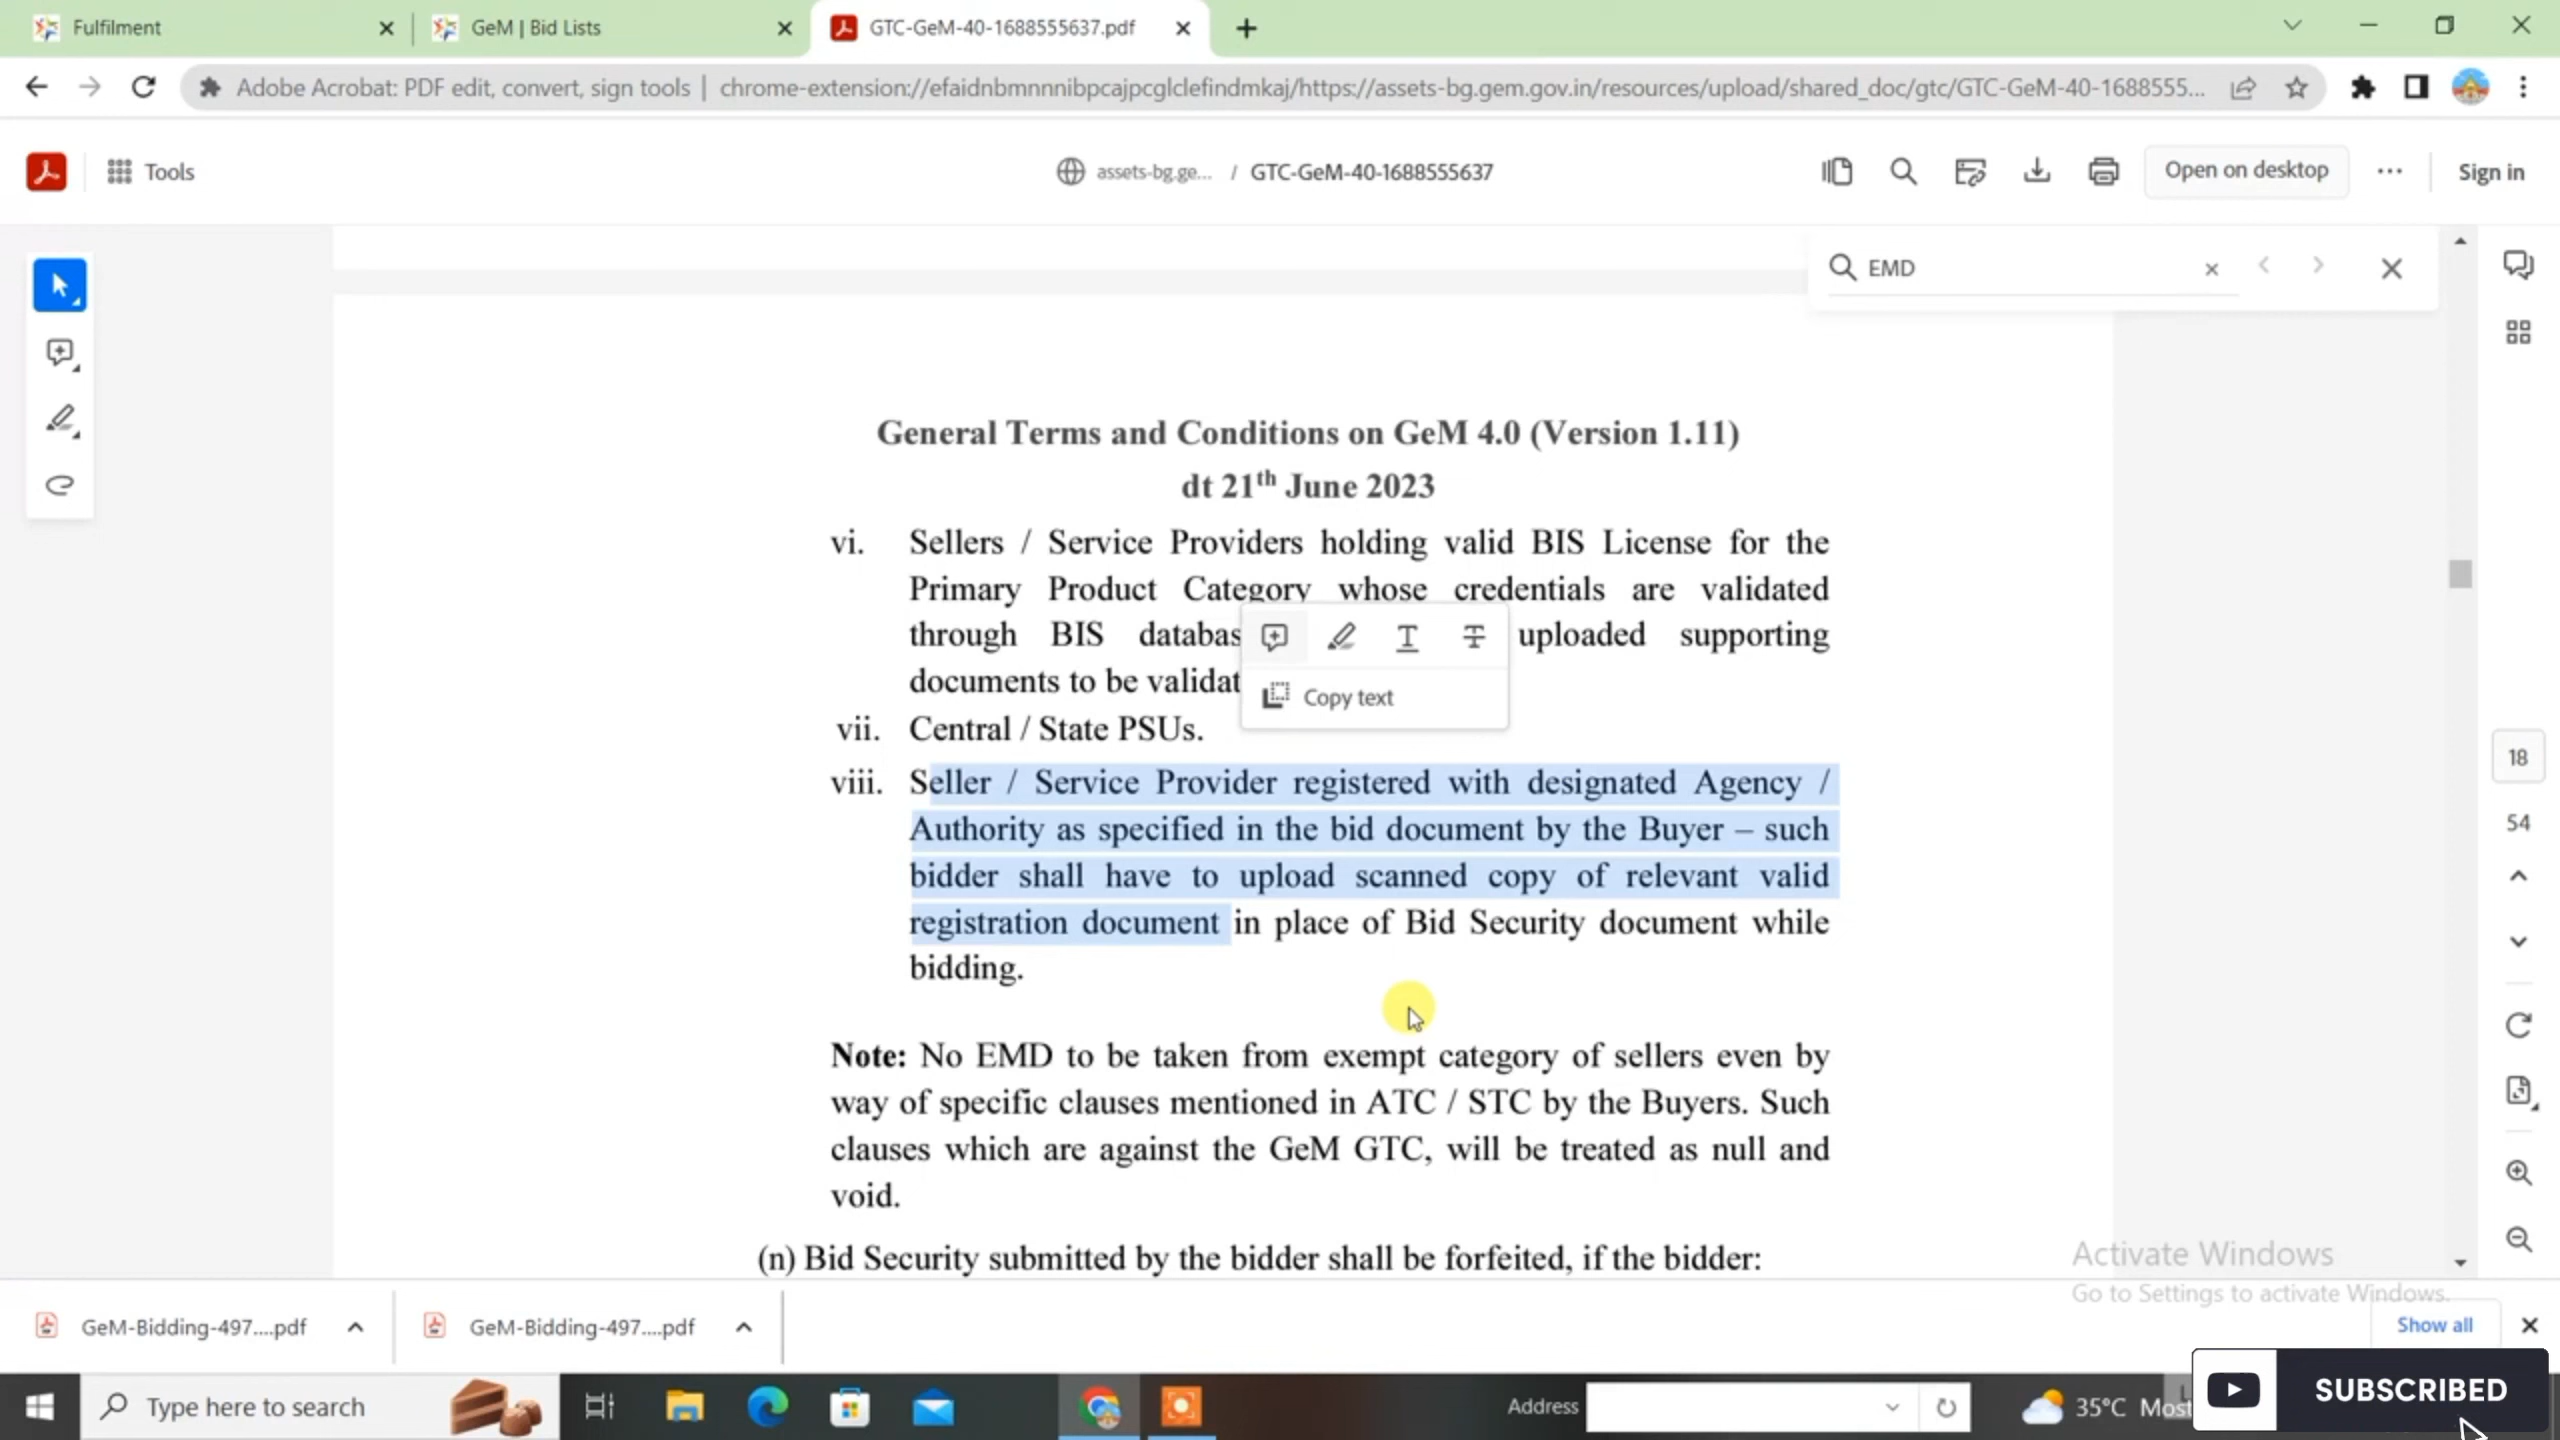 Fulfilment
GeM | Bid Lists
GTC-GeM-40-1688555637.pdf
Adobe Acrobat: PDF edit, convert, sign tools | chrome-extension://efaidnbmnnnibpcajpcglclefindmkaj/https://assets-bg.gem.gov.in/resources/upload/shared_doc/gtc/GTC-GeM-40-1688555...
Tools
assets-bg.ge... / GTC-GeM-40-1688555637
Open on desktop
Sign in
EMD
General Terms and Conditions on GeM 4.0 (Version 1.11)
dt 21th June 2023
vi. Sellers / Service Providers holding valid BIS License for the
Primary Product Category whose credentials are validated
through BIS databas uploaded supporting
documents to be validat
Copy text
vii. Central / State PSUs.
viii. Seller / Service Provider registered with designated Agency /
Authority as specified in the bid document by the Buyer – such
bidder shall have to upload scanned copy of relevant valid
registration document in place of Bid Security document while
bidding.
Note: No EMD to be taken from exempt category of sellers even by
way of specific clauses mentioned in ATC / STC by the Buyers. Such
clauses which are against the GeM GTC, will be treated as null and
void.
(n) Bid Security submitted by the bidder shall be forfeited, if the bidder:
18
54
Activate Windows
Go to Settings to activate Windows.
GeM-Bidding-497....pdf
GeM-Bidding-497....pdf
Show all
Type here to search
Address
35°C Most
SUBSCRIBED